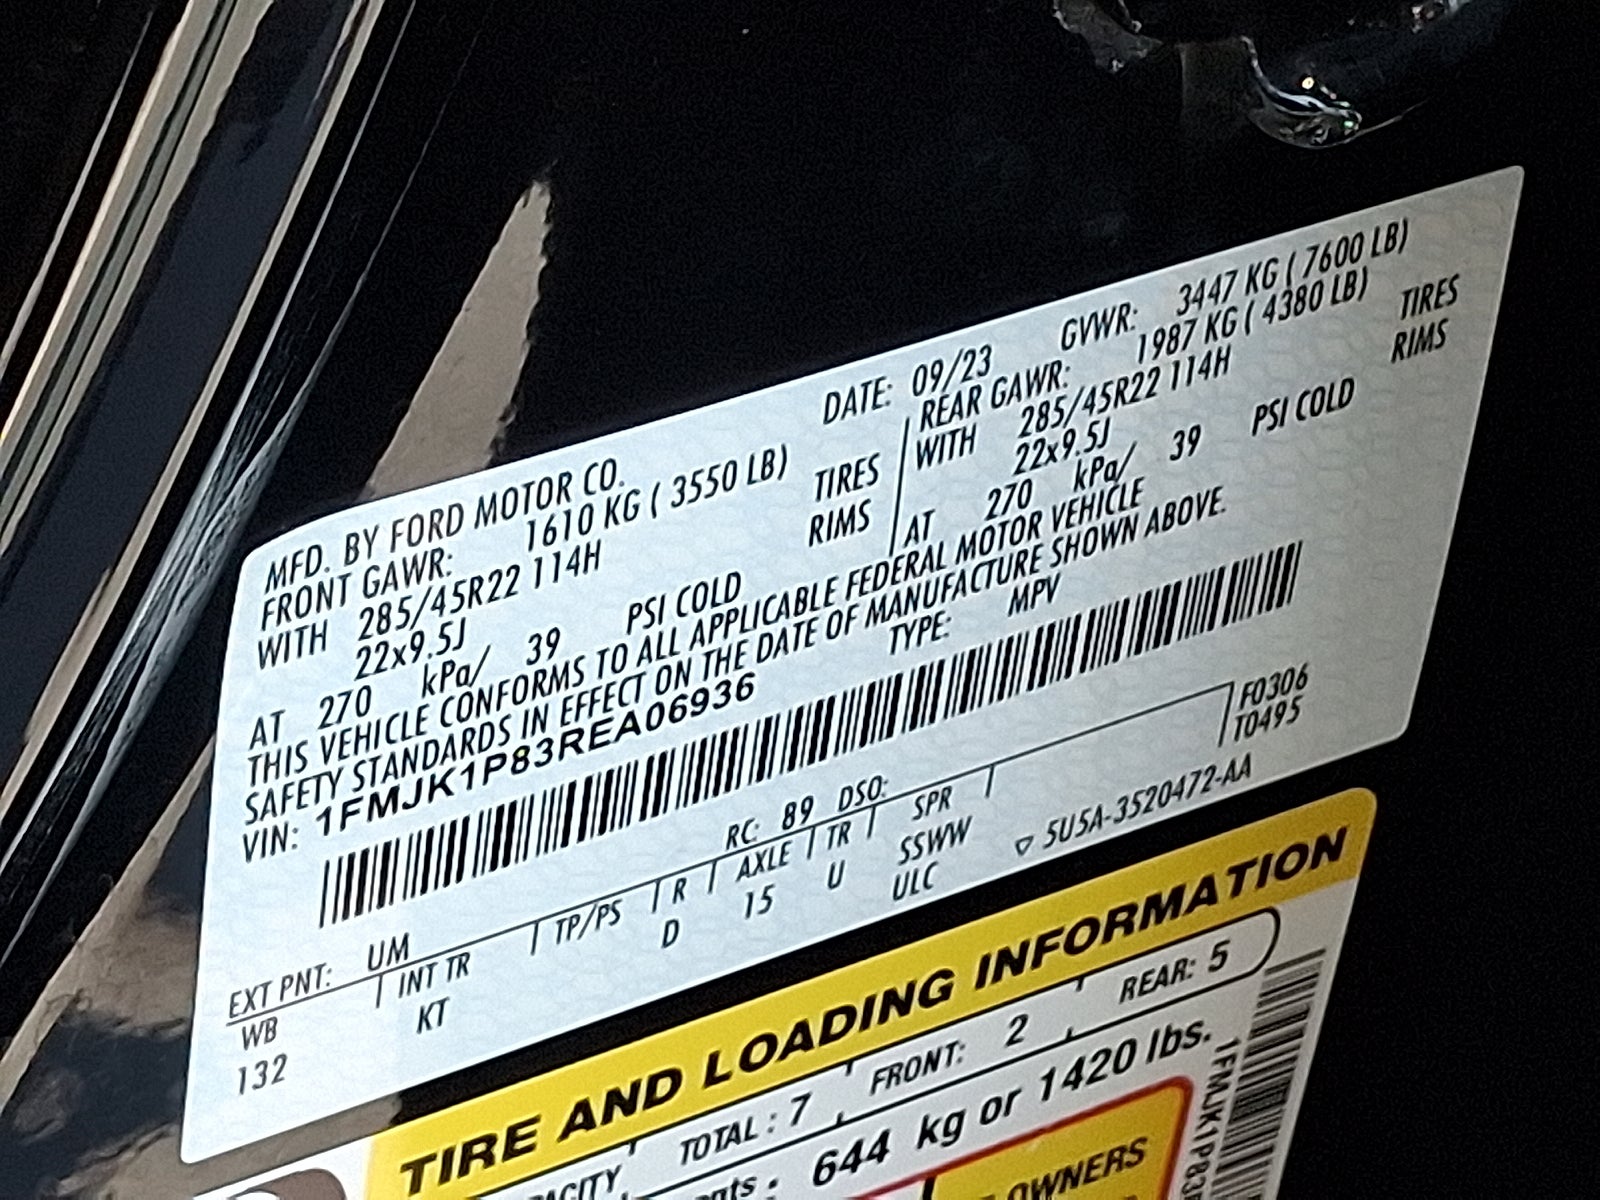 MFD. BY FORD MOTOR CO.
DATE: 09/23
GVWR: 3447 KG ( 7600 LB)
FRONT GAWR: 1610 KG ( 3550 LB)
REAR GAWR: 1987 KG ( 4380 LB)
WITH 285/45R22 114H TIRES
WITH 285/45R22 114H TIRES
22x9.5J RIMS
22x9.5J RIMS
AT 270 kPa/ 39 PSI COLD
AT 270 kPa/ 39 PSI COLD
THIS VEHICLE CONFORMS TO ALL APPLICABLE FEDERAL MOTOR VEHICLE
SAFETY STANDARDS IN EFFECT ON THE DATE OF MANUFACTURE SHOWN ABOVE.
VIN: 1FMJK1P83REA06936
TYPE: MPV
F0306
T0495
EXT PNT: UM RC: 89 DSO:
WB INT TR TP/PS R AXLE TR SPR
132 KT D 15 U SSWW
ULC
▽ 5U5A-3520472-AA
TIRE AND LOADING INFORMATION
TOTAL : 7 FRONT: 2 REAR: 5
644 kg or 1420 lbs.
OWNERS